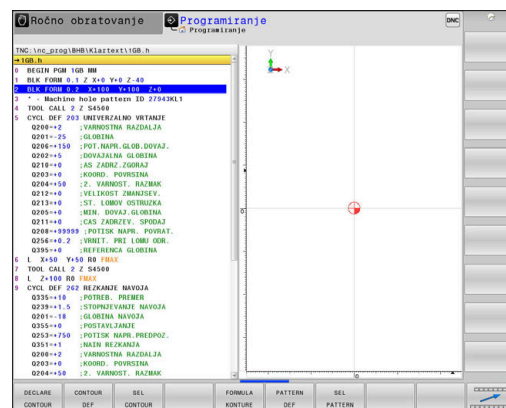 Ročno obratovanje
Programiranje
Programiranje
DNC
TNC:\nc_prog\BHB\Klartext\1GB.h
→1GB.h
0 BEGIN PGM 1GB MM
1 BLK FORM 0.1 Z X+0 Y+0 Z-40
2 BLK FORM 0.2 X+100 Y+100 Z+0
3 * - Machine hole pattern ID 27943KL1
4 TOOL CALL 2 Z S4500
5 CYCL DEF 203 UNIVERZALNO VRTANJE
Q200=+2 ;VARNOSTNA RAZDALJA
Q201=-25 ;GLOBINA
Q206=+150 ;POT.NAPR.GLOB.DOVAJ.
Q202=+5 ;DOVAJALNA GLOBINA
Q210=+0 ;AS ZADRZ.ZGORAJ
Q203=+0 ;KOORD. POVRSINA
Q204=+50 ;2. VARNOST. RAZMAK
Q212=+0 ;VELIKOST ZMANJSEV.
Q213=+0 ;ST. LOMOV OSTRUZKA
Q205=+0 ;MIN. DOVAJ.GLOBINA
Q211=+0 ;CAS ZADRZEV. SPODAJ
Q208=+99999 ;POTISK NAPR. POVRAT.
Q256=+0.2 ;VRNIT. PRI LOMU ODR.
Q395=+0 ;REFERENCA GLOBINA
6 L X+50 Y+50 R0 FMAX
7 TOOL CALL 2 Z S4500
8 L Z+100 R0 FMAX
9 CYCL DEF 262 REZKANJE NAVOJA
Q335=+10 ;POTREB. PREMER
Q239=+1.5 ;STOPNJEVANJE NAVOJA
Q201=-18 ;GLOBINA NAVOJA
Q355=+0 ;POSTAVLJANJE
Q253=+750 ;POTISK NAPR.PREDPOZ.
Q351=+1 ;NAIN REZKANJA
Q200=+2 ;VARNOSTNA RAZDALJA
Q203=+0 ;KOORD. POVRSINA
Q204=+50 ;2. VARNOST. RAZMAK
Y
X
0
0
DECLARE CONTOUR
CONTOUR DEF
SEL CONTOUR
FORMULA KONTURE
PATTERN DEF
SEL PATTERN